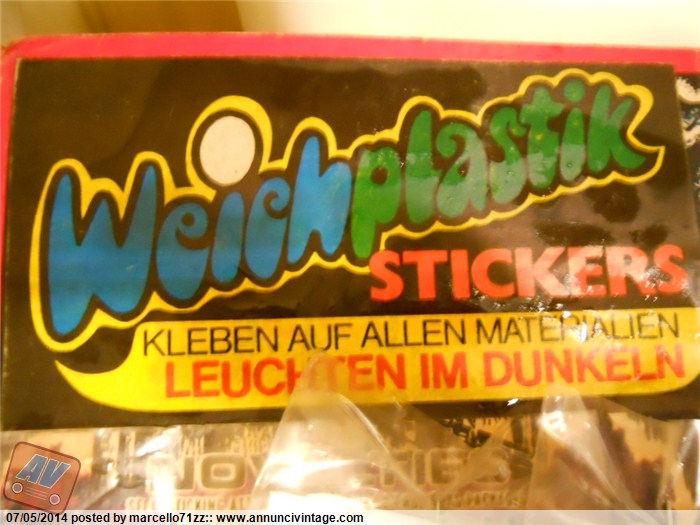 Weichplastik
STICKERS
KLEBEN AUF ALLEN MATERIALIEN
LEUCHTEN IM DUNKELN
AV
07/05/2014 posted by marcello71zz:: www.annuncivintage.com